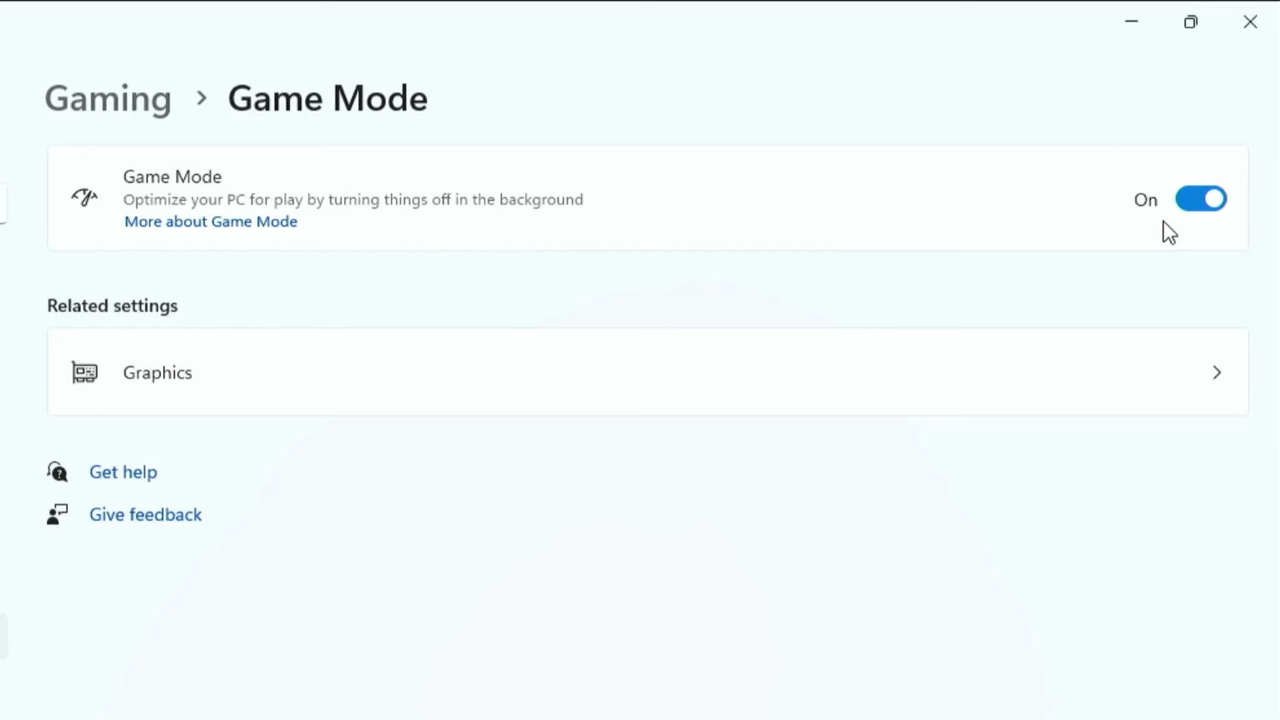 Gaming > Game Mode
Game Mode
Optimize your PC for play by turning things off in the background
More about Game Mode
On
Related settings
Graphics
Get help
Give feedback